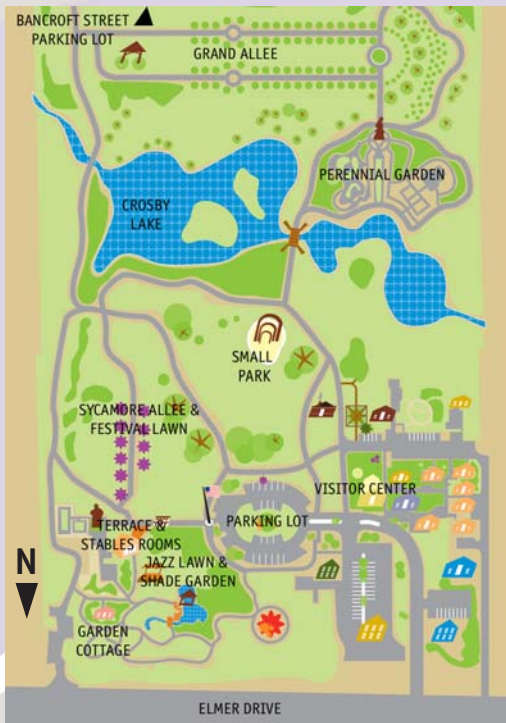 BANCROFT STREET
PARKING LOT
GRAND ALLEE
PERENNIAL GARDEN
CROSBY
LAKE
SMALL
PARK
SYCAMORE ALLEE &
FESTIVAL LAWN
VISITOR CENTER
PARKING LOT
TERRACE &
STABLES ROOMS
JAZZ LAWN &
SHADE GARDEN
N
GARDEN
COTTAGE
ELMER DRIVE